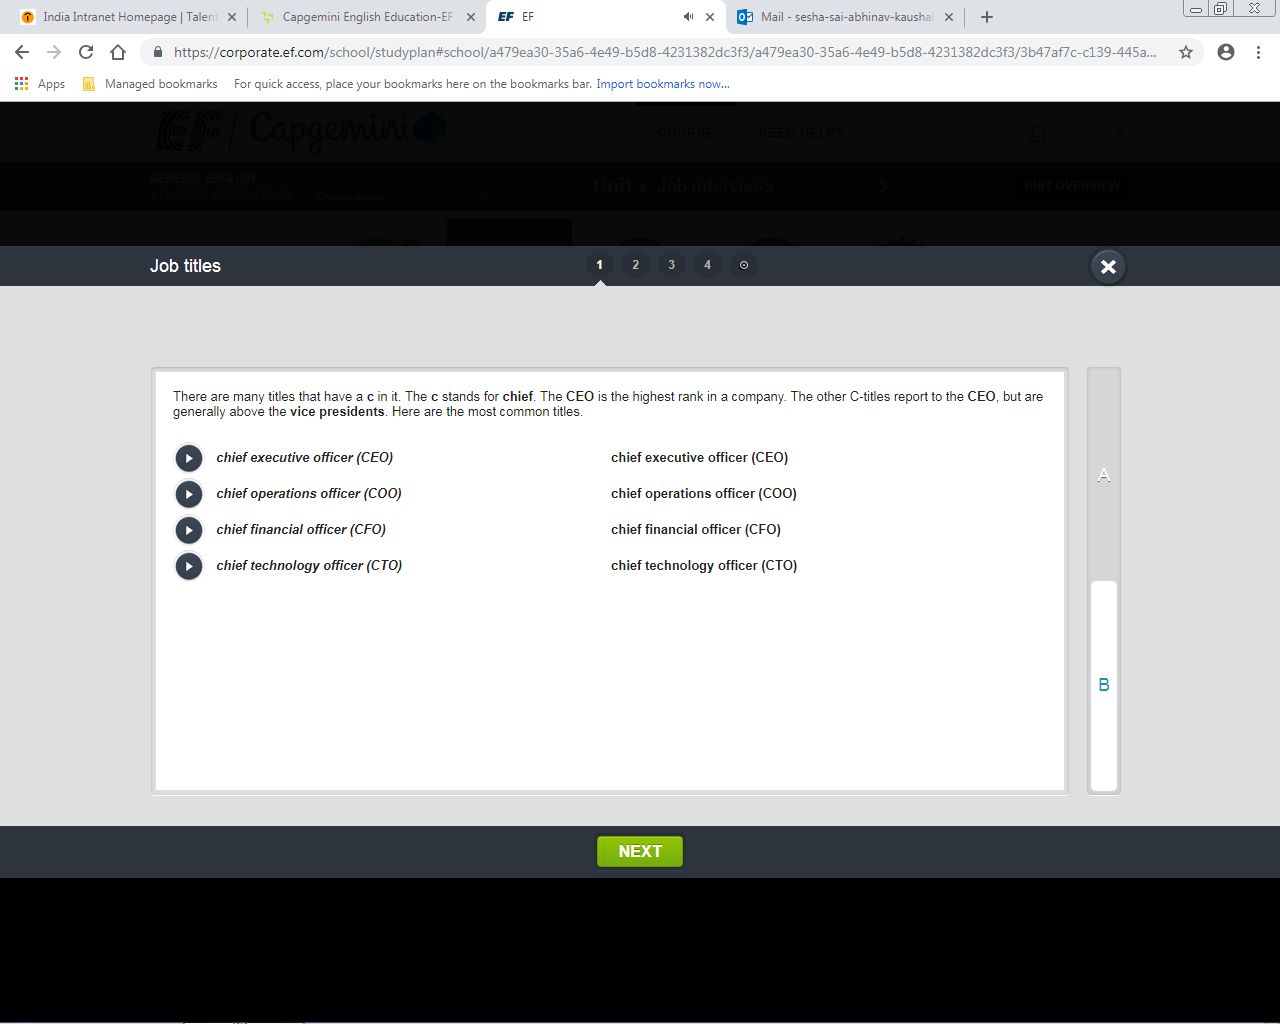 India Intranet Homepage | Talent
Capgemini English Education-EF
EF EF
Mail - sesha-sai-abhinav-kaushal
https://corporate.ef.com/school/studyplan#school/a479ea30-35a6-4e49-b5d8-4231382dc3f3/a479ea30-35a6-4e49-b5d8-4231382dc3f3/3b47af7c-c139-445a...
Apps Managed bookmarks For quick access, place your bookmarks here on the bookmarks bar. Import bookmarks now...
EF | Capgemini
COURSE NEED HELP?
GENERAL ENGLISH
Change course
Unit 1 Job interviews
UNIT OVERVIEW
Job titles
1 2 3 4
There are many titles that have a c in it. The c stands for chief. The CEO is the highest rank in a company. The other C-titles report to the CEO, but are
generally above the vice presidents. Here are the most common titles.
chief executive officer (CEO) chief executive officer (CEO)
chief operations officer (COO) chief operations officer (COO)
chief financial officer (CFO) chief financial officer (CFO)
chief technology officer (CTO) chief technology officer (CTO)
A
B
NEXT